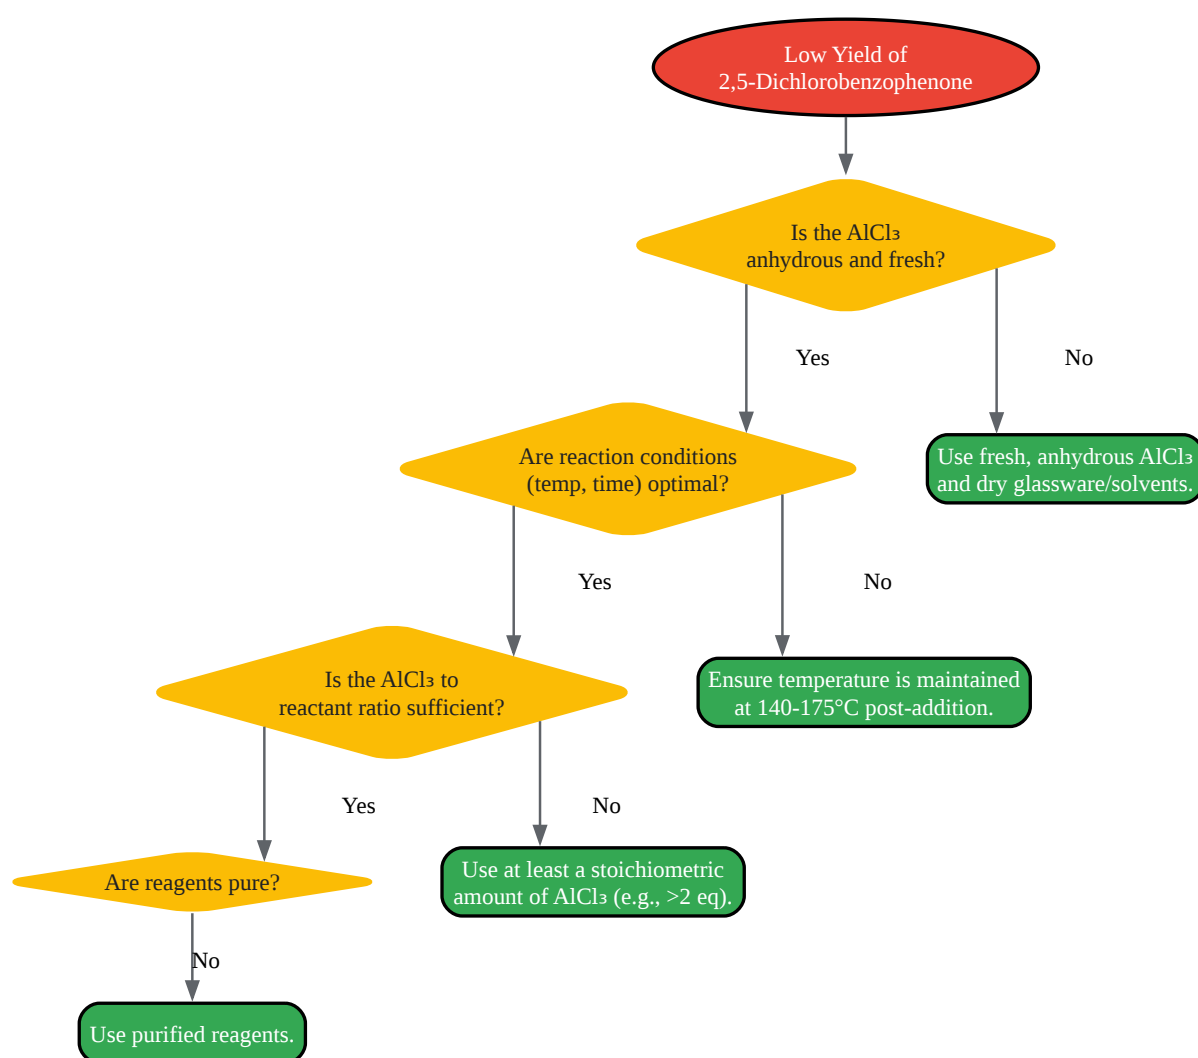 Low Yield of
2,5-Dichlorobenzophenone
Is the AlCl₃
anhydrous and fresh?
Yes
No
Are reaction conditions
(temp, time) optimal?
Use fresh, anhydrous AlCl₃
and dry glassware/solvents.
Yes
No
Is the AlCl₃ to
reactant ratio sufficient?
Ensure temperature is maintained
at 140-175°C post-addition.
Yes
No
Are reagents pure?
Use at least a stoichiometric
amount of AlCl₃ (e.g., >2 eq).
No
Use purified reagents.